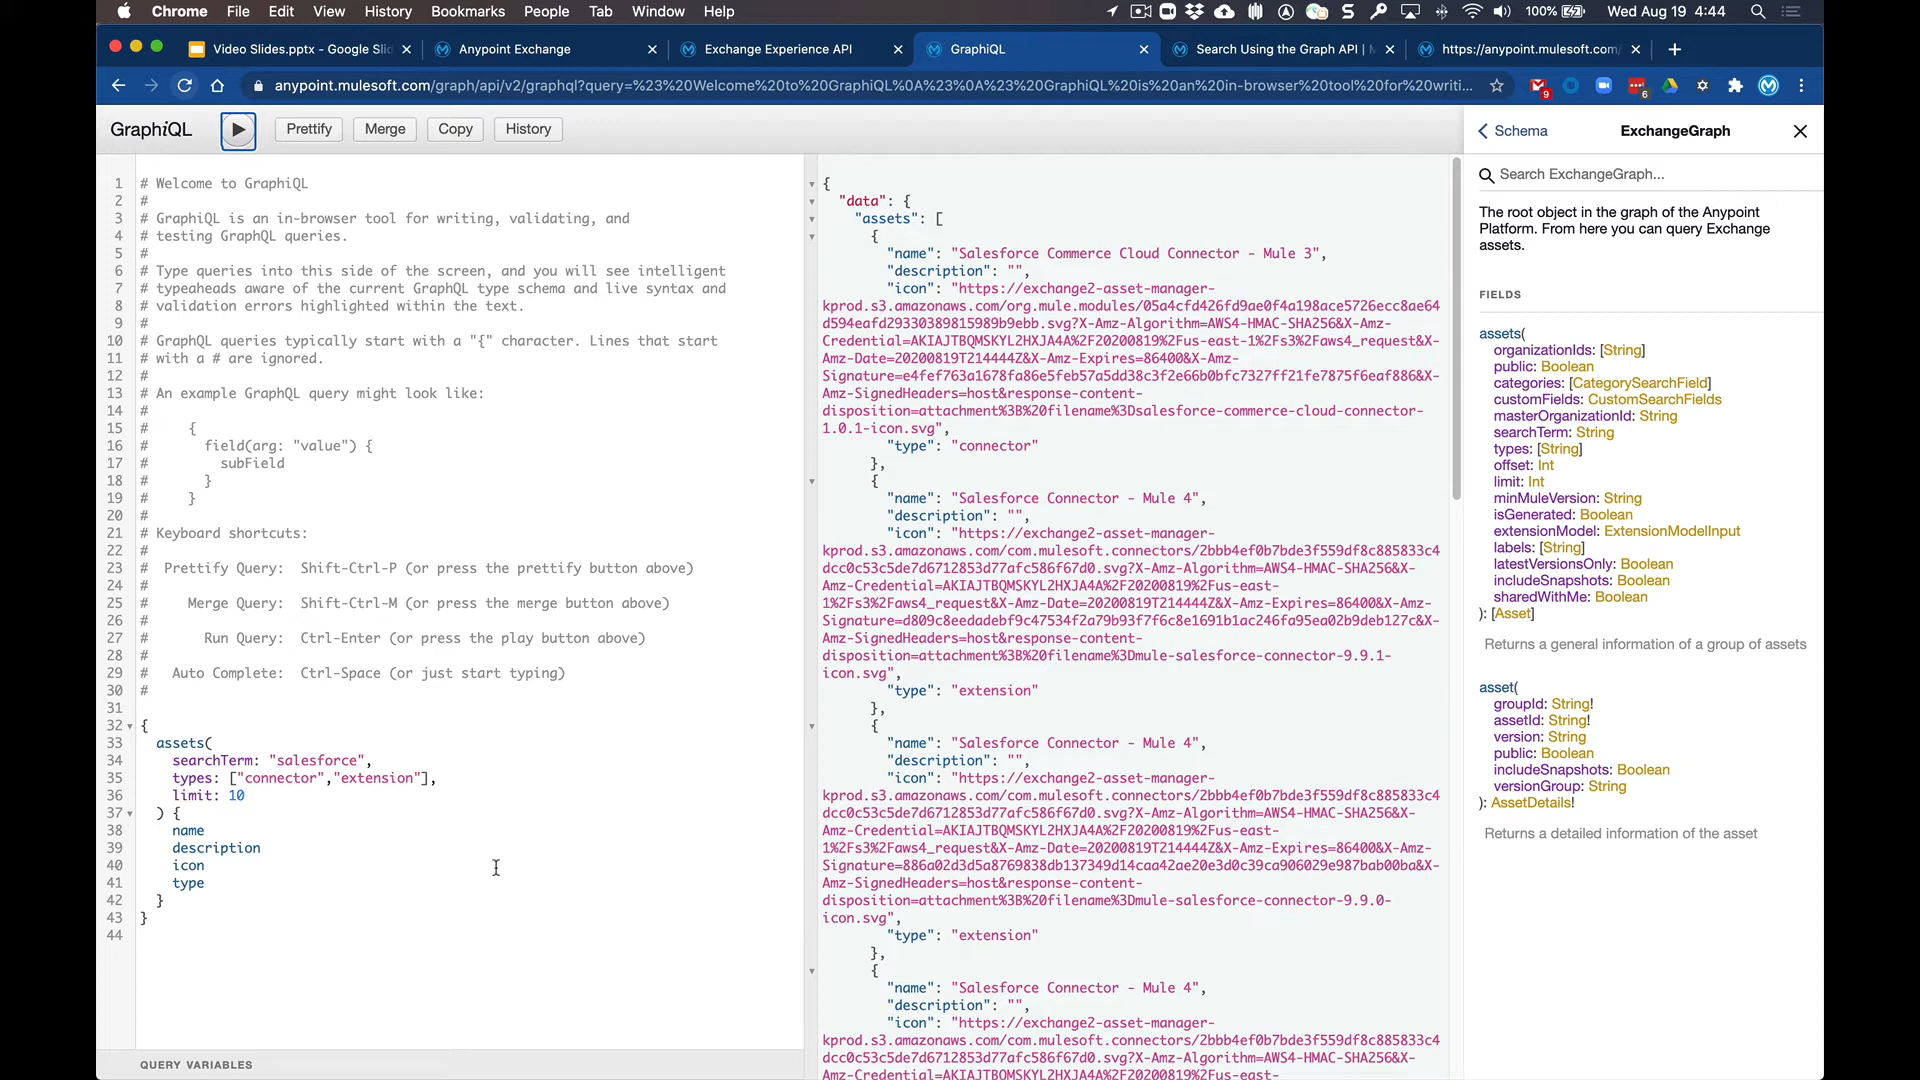 Chrome File Edit View History Bookmarks People Tab Window Help 100% Wed Aug 19 4:44
Video Slides.pptx - Google Sli
Anypoint Exchange
Exchange Experience API
GraphiQL
Search Using the Graph API | M
https://anypoint.mulesoft.com/
anypoint.mulesoft.com/graph/api/v2/graphql?query=%23%20Welcome%20to%20GraphiQL%0A%23%0A%23%20GraphiQL%20is%20an%20in-browser%20tool%20for%20writi...
9
6
GraphiQL
Prettify Merge Copy History
1 # Welcome to GraphiQL
2 #
3 # GraphiQL is an in-browser tool for writing, validating, and
4 # testing GraphQL queries.
5 #
6 # Type queries into this side of the screen, and you will see intelligent
7 # typeaheads aware of the current GraphQL type schema and live syntax and
8 # validation errors highlighted within the text.
9 #
10 # GraphQL queries typically start with a "{" character. Lines that start
11 # with a # are ignored.
12 #
13 # An example GraphQL query might look like:
14 #
15 # {
16 # field(arg: "value") {
17 # subField
18 # }
19 # }
20 #
21 # Keyboard shortcuts:
22 #
23 # Prettify Query: Shift-Ctrl-P (or press the prettify button above)
24 #
25 # Merge Query: Shift-Ctrl-M (or press the merge button above)
26 #
27 # Run Query: Ctrl-Enter (or press the play button above)
28 #
29 # Auto Complete: Ctrl-Space (or just start typing)
30 #
31
32 {
33 assets(
34 searchTerm: "salesforce",
35 types: ["connector","extension"],
36 limit: 10
37 ) {
38 name
39 description
40 icon
41 type
42 }
43 }
44
QUERY VARIABLES
{
"data": {
"assets": [
{
"name": "Salesforce Commerce Cloud Connector - Mule 3",
"description": "",
"icon": "https://exchange2-asset-manager-
kprod.s3.amazonaws.com/org.mule.modules/05a4cfd426fd9ae0f4a198ace5726ecc8ae64
d594eafd29330389815989b9ebb.svg?X-Amz-Algorithm=AWS4-HMAC-SHA256&X-Amz-
Credential=AKIAJTBQMSKYL2HXJA4A%2F20200819%2Fus-east-1%2Fs3%2Faws4_request&X-
Amz-Date=20200819T214444Z&X-Amz-Expires=86400&X-Amz-
Signature=e4fef763a1678fa86e5feb57a5dd38c3f2e66b0bfc7327ff21fe7875f6eaf886&X-
Amz-SignedHeaders=host&response-content-
disposition=attachment%3B%20filename%3Dsalesforce-commerce-cloud-connector-
1.0.1-icon.svg",
"type": "connector"
},
{
"name": "Salesforce Connector - Mule 4",
"description": "",
"icon": "https://exchange2-asset-manager-
kprod.s3.amazonaws.com/com.mulesoft.connectors/2bbb4ef0b7bde3f559df8c885833c4
dcc0c53c5de7d6712853d77afc586f67d0.svg?X-Amz-Algorithm=AWS4-HMAC-SHA256&X-
Amz-Credential=AKIAJTBQMSKYL2HXJA4A%2F20200819%2Fus-east-
1%2Fs3%2Faws4_request&X-Amz-Date=20200819T214444Z&X-Amz-Expires=86400&X-Amz-
Signature=d809c8eedadebf9c47534f2a79b93f7f6c8e1691b1ac246fa95ea02b9deb127c&X-
Amz-SignedHeaders=host&response-content-
disposition=attachment%3B%20filename%3Dmule-salesforce-connector-9.9.1-
icon.svg",
"type": "extension"
},
{
"name": "Salesforce Connector - Mule 4",
"description": "",
"icon": "https://exchange2-asset-manager-
kprod.s3.amazonaws.com/com.mulesoft.connectors/2bbb4ef0b7bde3f559df8c885833c4
dcc0c53c5de7d6712853d77afc586f67d0.svg?X-Amz-Algorithm=AWS4-HMAC-SHA256&X-
Amz-Credential=AKIAJTBQMSKYL2HXJA4A%2F20200819%2Fus-east-
1%2Fs3%2Faws4_request&X-Amz-Date=20200819T214444Z&X-Amz-Expires=86400&X-Amz-
Signature=886a02d3d5a8769838db137349d14caa42ae20e3d0c39ca906029e987bab00ba&X-
Amz-SignedHeaders=host&response-content-
disposition=attachment%3B%20filename%3Dmule-salesforce-connector-9.9.0-
icon.svg",
"type": "extension"
},
{
"name": "Salesforce Connector - Mule 4",
"description": "",
"icon": "https://exchange2-asset-manager-
kprod.s3.amazonaws.com/com.mulesoft.connectors/2bbb4ef0b7bde3f559df8c885833c4
dcc0c53c5de7d6712853d77afc586f67d0.svg?X-Amz-Algorithm=AWS4-HMAC-SHA256&X-
Amz-Credential=AKIAJTBQMSKYL2HXJA4A%2F20200819%2Fus-east-
Schema ExchangeGraph
Search ExchangeGraph...
The root object in the graph of the Anypoint
Platform. From here you can query Exchange
assets.
FIELDS
assets(
organizationIds: [String]
public: Boolean
categories: [CategorySearchField]
customFields: CustomSearchFields
masterOrganizationId: String
searchTerm: String
types: [String]
offset: Int
limit: Int
minMuleVersion: String
isGenerated: Boolean
extensionModel: ExtensionModelInput
labels: [String]
latestVersionsOnly: Boolean
includeSnapshots: Boolean
sharedWithMe: Boolean
): [Asset]
Returns a general information of a group of assets
asset(
groupId: String!
assetId: String!
version: String
public: Boolean
includeSnapshots: Boolean
versionGroup: String
): AssetDetails!
Returns a detailed information of the asset